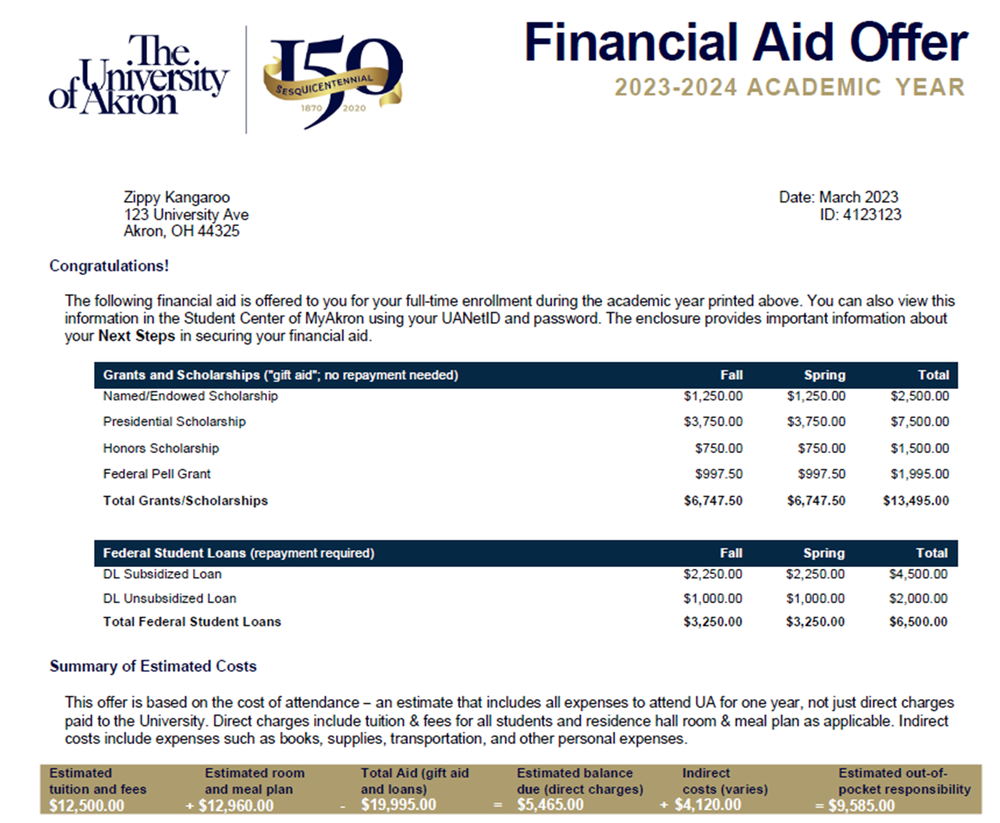 The
University
of Akron
150
SESQUICENTENNIAL
1870 2020
Financial Aid Offer
2023-2024 ACADEMIC YEAR
Zippy Kangaroo
123 University Ave
Akron, OH 44325
Date: March 2023
ID: 4123123
Congratulations!
The following financial aid is offered to you for your full-time enrollment during the academic year printed above. You can also view this
information in the Student Center of MyAkron using your UANetID and password. The enclosure provides important information about
your Next Steps in securing your financial aid.
Grants and Scholarships ("gift aid"; no repayment needed) Fall Spring Total
Named/Endowed Scholarship $1,250.00 $1,250.00 $2,500.00
Presidential Scholarship $3,750.00 $3,750.00 $7,500.00
Honors Scholarship $750.00 $750.00 $1,500.00
Federal Pell Grant $997.50 $997.50 $1,995.00
Total Grants/Scholarships $6,747.50 $6,747.50 $13,495.00
Federal Student Loans (repayment required) Fall Spring Total
DL Subsidized Loan $2,250.00 $2,250.00 $4,500.00
DL Unsubsidized Loan $1,000.00 $1,000.00 $2,000.00
Total Federal Student Loans $3,250.00 $3,250.00 $6,500.00
Summary of Estimated Costs
This offer is based on the cost of attendance – an estimate that includes all expenses to attend UA for one year, not just direct charges
paid to the University. Direct charges include tuition & fees for all students and residence hall room & meal plan as applicable. Indirect
costs include expenses such as books, supplies, transportation, and other personal expenses.
Estimated Estimated room Total Aid (gift aid Estimated balance Indirect Estimated out-of-
tuition and fees and meal plan and loans) due (direct charges) costs (varies) pocket responsibility
$12,500.00 + $12,960.00 - $19,995.00 = $5,465.00 + $4,120.00 = $9,585.00